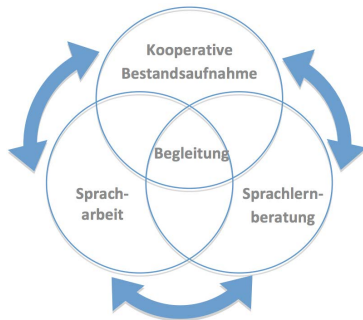 Kooperative
Bestandsaufnahme
Begleitung
Sprach-
arbeit
Sprachlern-
beratung